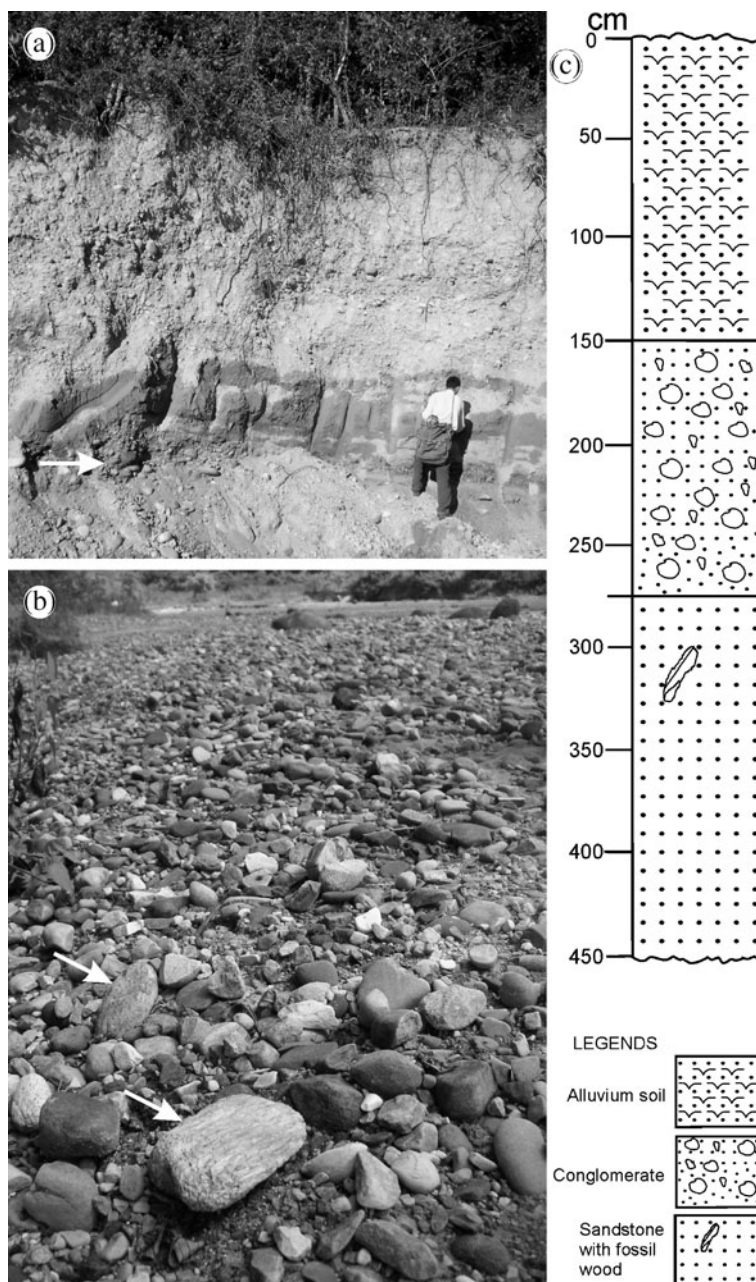 (a)
(b)
cm
(c)
0
50
100
150
200
250
300
350
400
450
LEGENDS
Alluvium soil
Conglomerate
Sandstone
with fossil
wood